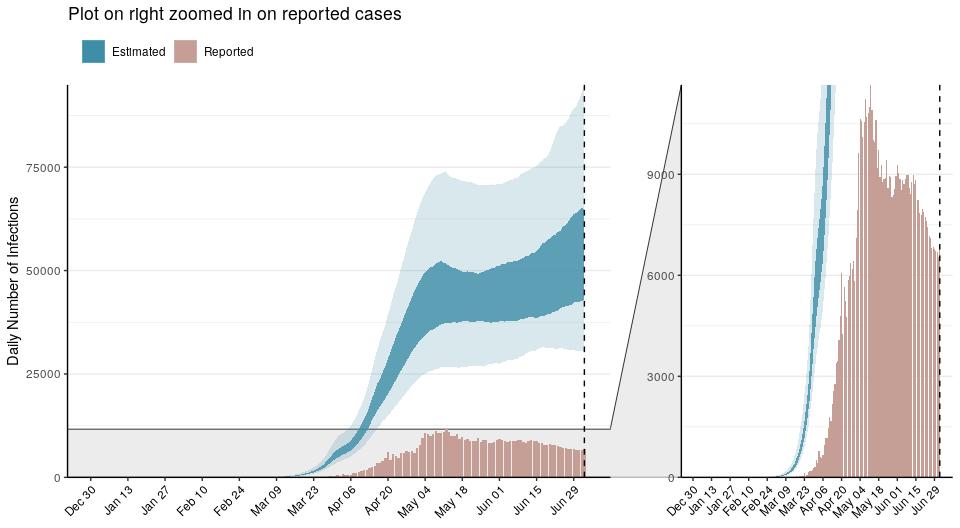 Plot on right zoomed in on reported cases
Estimated Reported
Daily Number of Infections
75000
50000
25000
0
Dec 30 Jan 13 Jan 27 Feb 10 Feb 24 Mar 09 Mar 23 Apr 06 Apr 20 May 04 May 18 Jun 01 Jun 15 Jun 29
9000
6000
3000
0
Dec 30 Jan 13 Jan 27 Feb 10 Feb 24 Mar 09 Mar 23 Apr 06 Apr 20 May 04 May 18 Jun 01 Jun 15 Jun 29